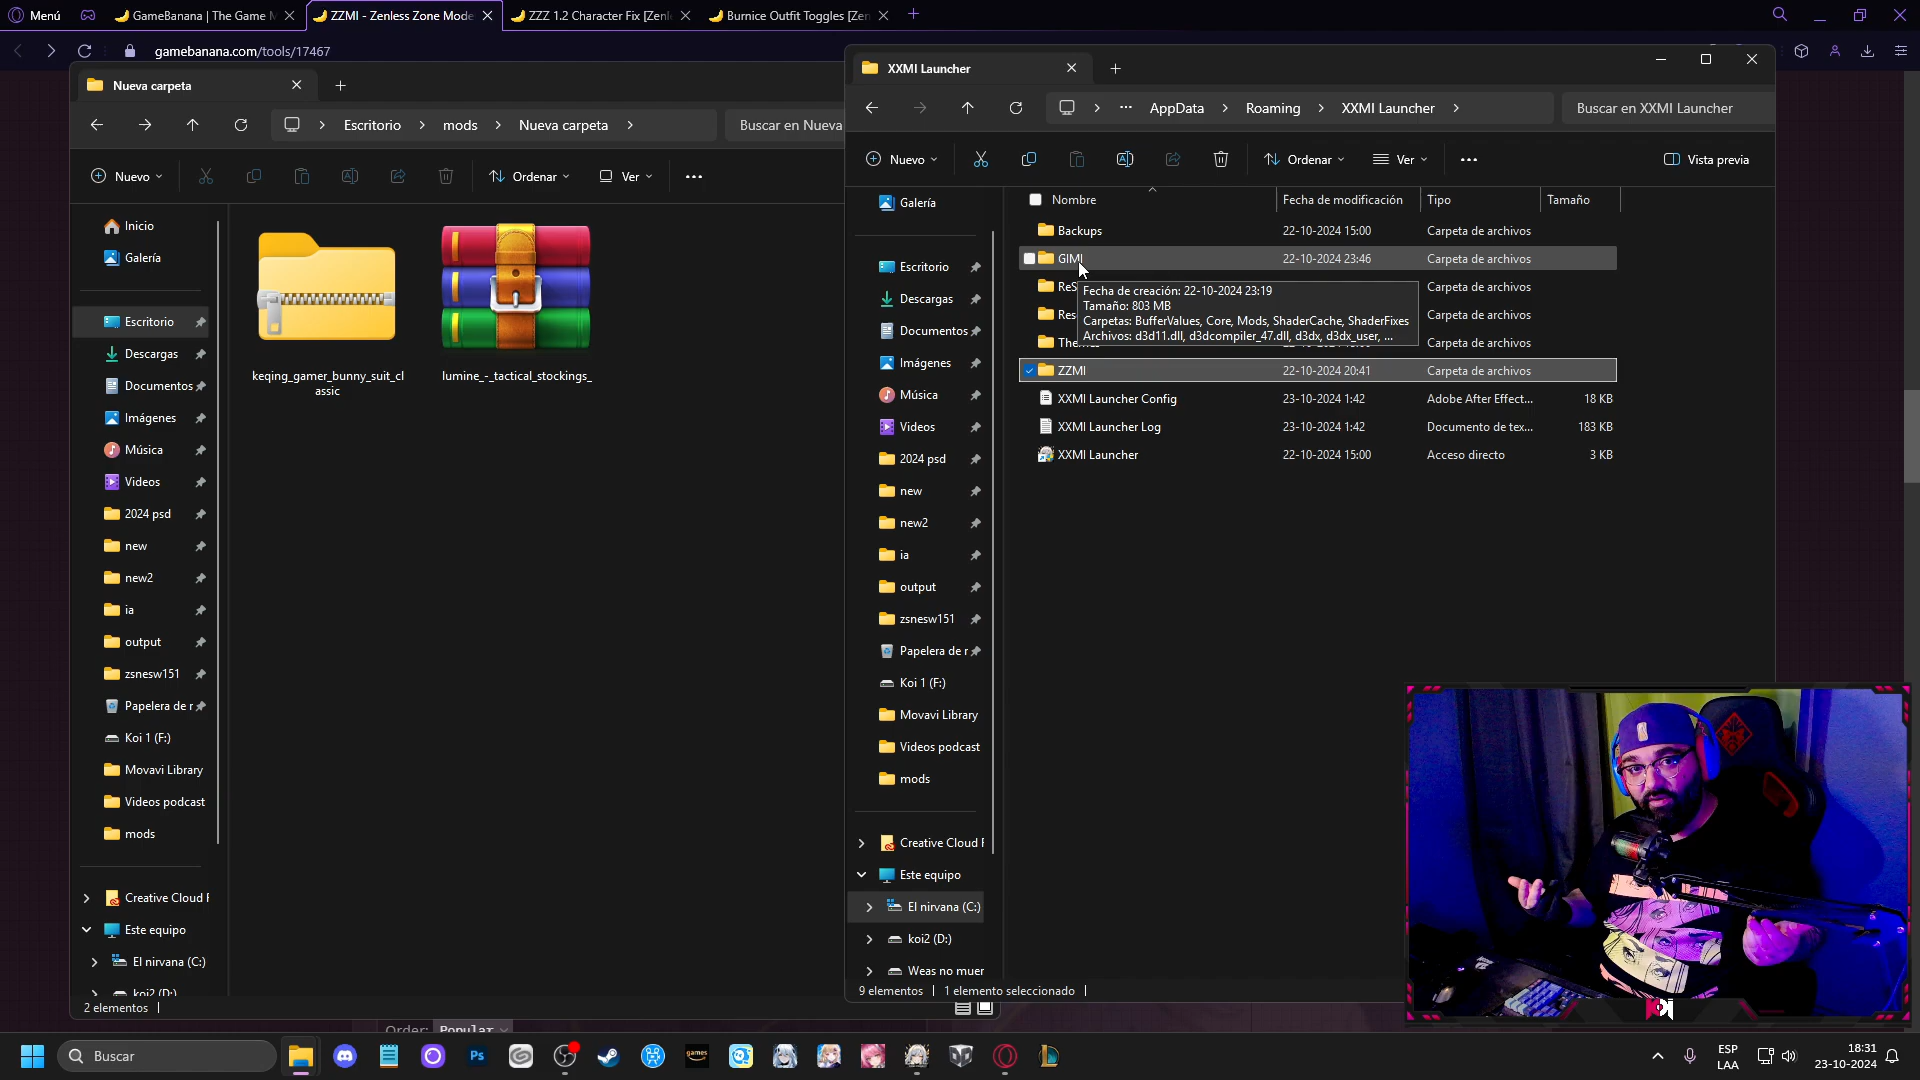 Menú
GameBanana | The Game M
ZZMI - Zenless Zone Mode
ZZZ 1.2 Character Fix [Zenl
Burnice Outfit Toggles [Zen
gamebanana.com/tools/17467
Nueva carpeta
Escritorio
mods
Nueva carpeta
Buscar en Nueva
Nuevo
Ordenar
Ver
Inicio
Galería
Escritorio
Descargas
Documentos
Imágenes
Música
Videos
2024 psd
new
new2
ia
output
zsnesw151
Papelera de r
Koi 1 (F:)
Movavi Library
Videos podcast
mods
Creative Cloud F
Este equipo
El nirvana (C:)
koi2 (D:)
2 elementos
keqing_gamer_bunny_suit_cl
assic
lumine_-_tactical_stockings_
Order: Popular
XXMI Launcher
AppData
Roaming
XXMI Launcher
Buscar en XXMI Launcher
Nuevo
Ordenar
Ver
Vista previa
Galería
Escritorio
Descargas
Documentos
Imágenes
Música
Videos
2024 psd
new
new2
ia
output
zsnesw151
Papelera de r
Koi 1 (F:)
Movavi Library
Videos podcast
mods
Creative Cloud F
Este equipo
El nirvana (C:)
koi2 (D:)
Weas no muer
Nombre Fecha de modificación Tipo Tamaño
Backups 22-10-2024 15:00 Carpeta de archivos
GIMI 22-10-2024 23:46 Carpeta de archivos
ReS Carpeta de archivos
Res Carpeta de archivos
Carpeta de archivos
Fecha de creación: 22-10-2024 23:19
Tamaño: 803 MB
Carpetas: BufferValues, Core, Mods, ShaderCache, ShaderFixes
Archivos: d3d11.dll, d3dcompiler_47.dll, d3dx, d3dx_user, ...
ZZMI 22-10-2024 20:41 Carpeta de archivos
XXMI Launcher Config 23-10-2024 1:42 Adobe After Effect... 18 KB
XXMI Launcher Log 23-10-2024 1:42 Documento de tex... 183 KB
XXMI Launcher 22-10-2024 15:00 Acceso directo 3 KB
9 elementos
1 elemento seleccionado
Buscar
Ps
games
ESP
LAA
18:31
23-10-2024